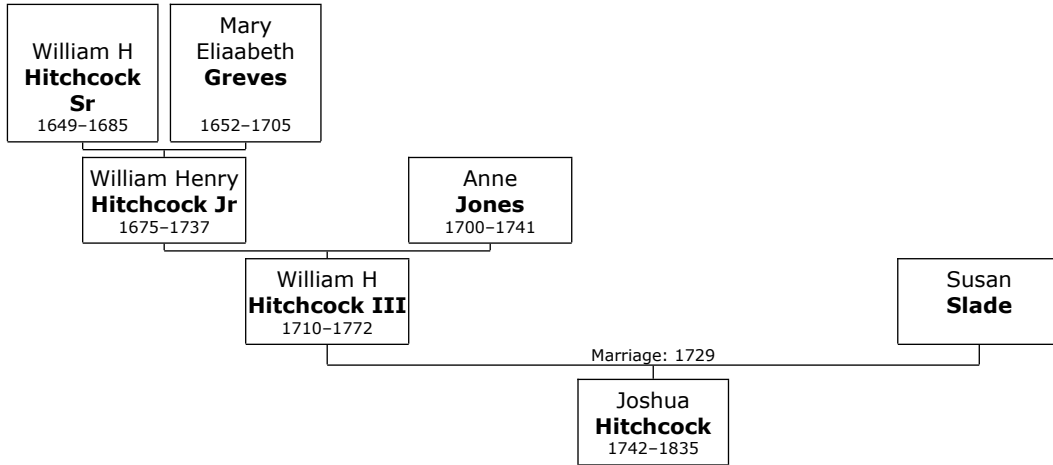 William H
Hitchcock
Sr
1649–1685
Mary
Eliaabeth
Greves
1652–1705
William Henry
Hitchcock Jr
1675–1737
Anne
Jones
1700–1741
William H
Hitchcock III
1710–1772
Susan
Slade
Marriage: 1729
Joshua
Hitchcock
1742–1835